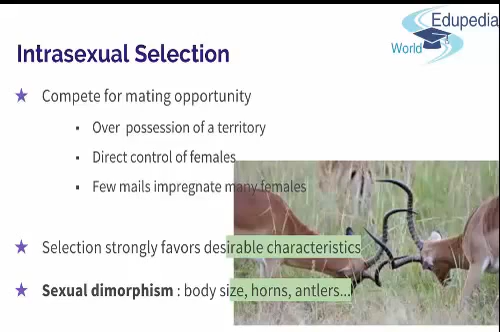 Edupedia
World
Intrasexual Selection
Compete for mating opportunity
Over possession of a territory
Direct control of females
Few mails impregnate many females
Selection strongly favors desirable characteristics
Sexual dimorphism : body size, horns, antlers...